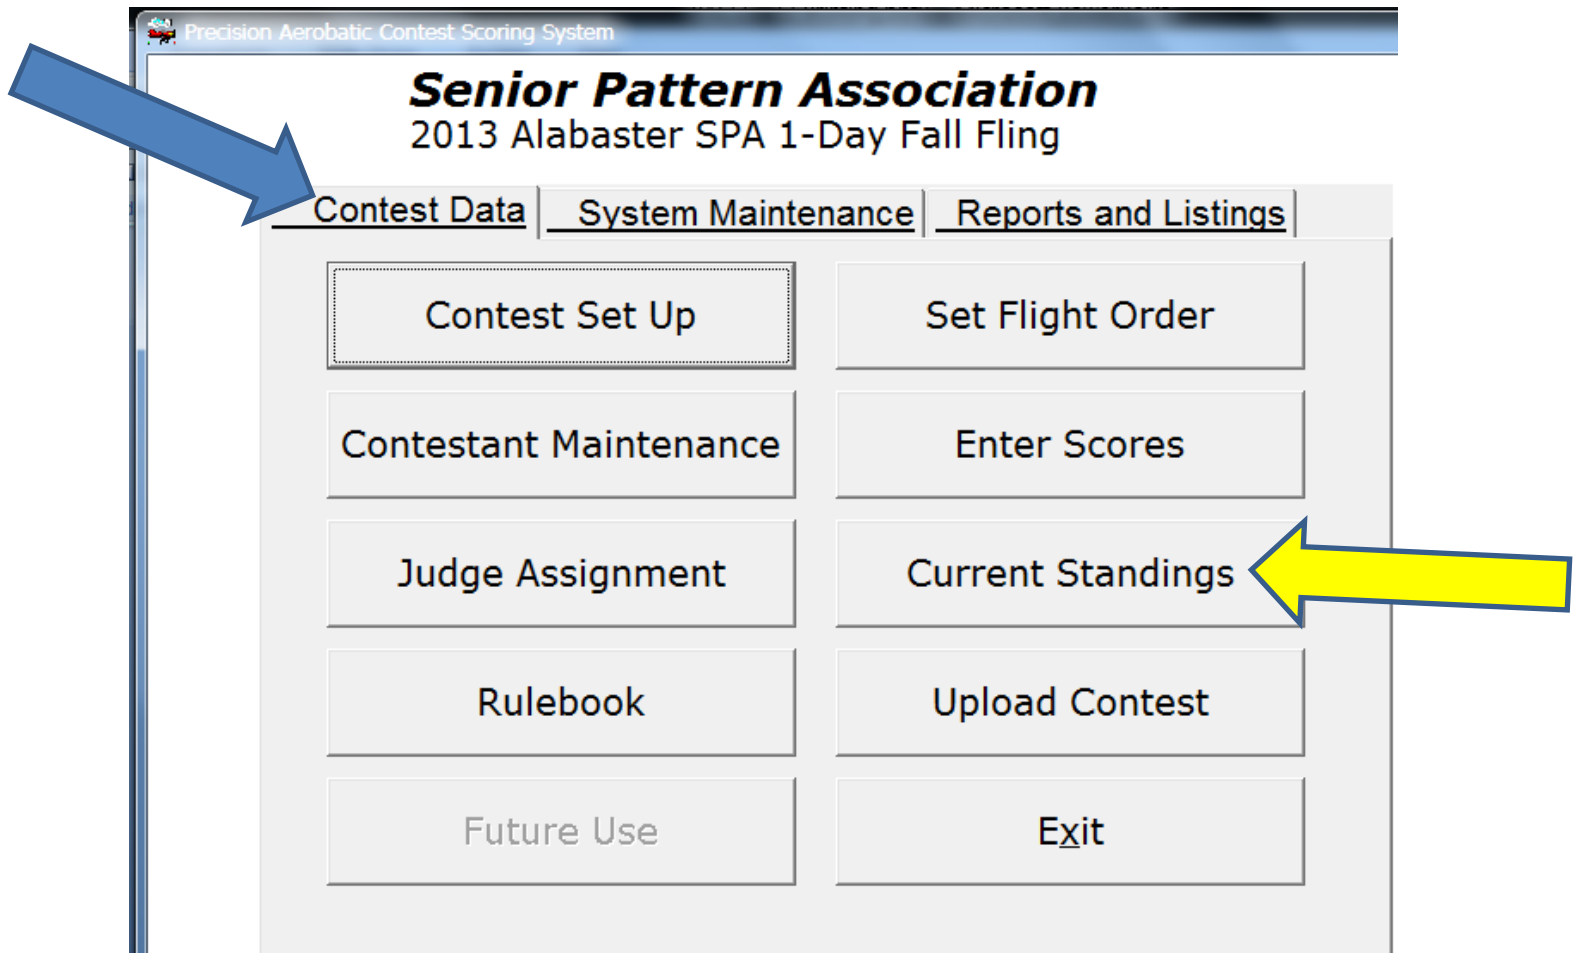 Precision Aerobatic Contest Scoring System
Senior Pattern Association
2013 Alabaster SPA 1-Day Fall Fling
Contest Data System Maintenance Reports and Listings
Contest Set Up Set Flight Order
Contestant Maintenance Enter Scores
Judge Assignment Current Standings
Rulebook Upload Contest
Future Use Exit